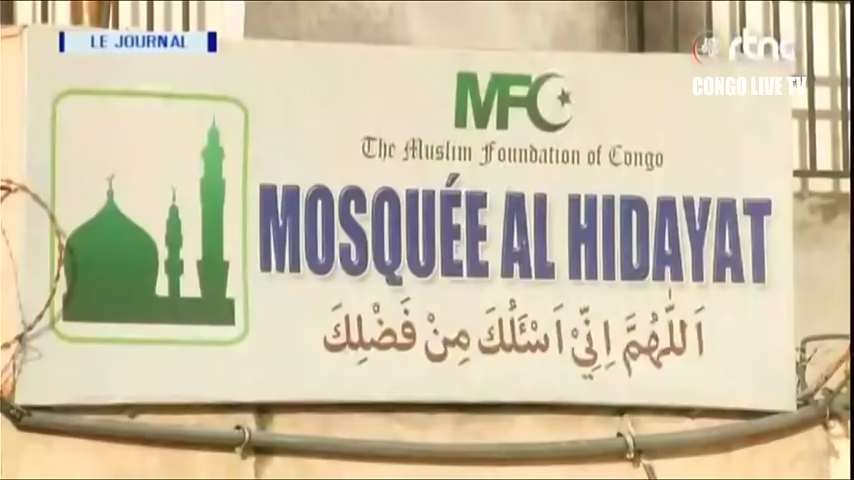 LE JOURNAL
rtnc
CONGO LIVE TV
MFC
The Muslim Foundation of Congo
MOSQUÉE AL HIDAYAT
اَللّٰهُمَّ اِنِّيْ اَسْئَلُكَ مِنْ فَضْلِكَ